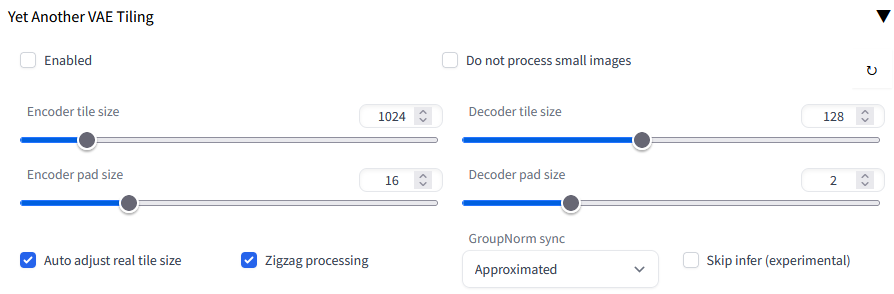 Yet Another VAE Tiling ▼
Enabled
Do not process small images
↻
Encoder tile size 1024
Decoder tile size 128
Encoder pad size 16
Decoder pad size 2
GroupNorm sync
Auto adjust real tile size
Zigzag processing
Approximated
Skip infer (experimental)